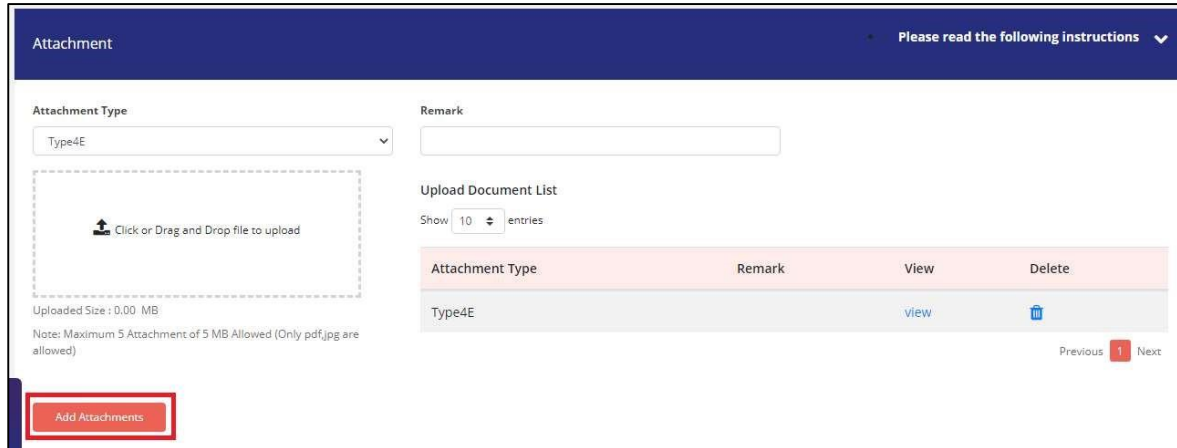 Attachment
Please read the following instructions
Attachment Type
Remark
Type4E
Click or Drag and Drop file to upload
Uploaded Size : 0.00 MB
Note: Maximum 5 Attachment of 5 MB Allowed (Only pdf,jpg are
allowed)
Upload Document List
Show 10 entries
Attachment Type Remark View Delete
Type4E view
Previous 1 Next
Add Attachments